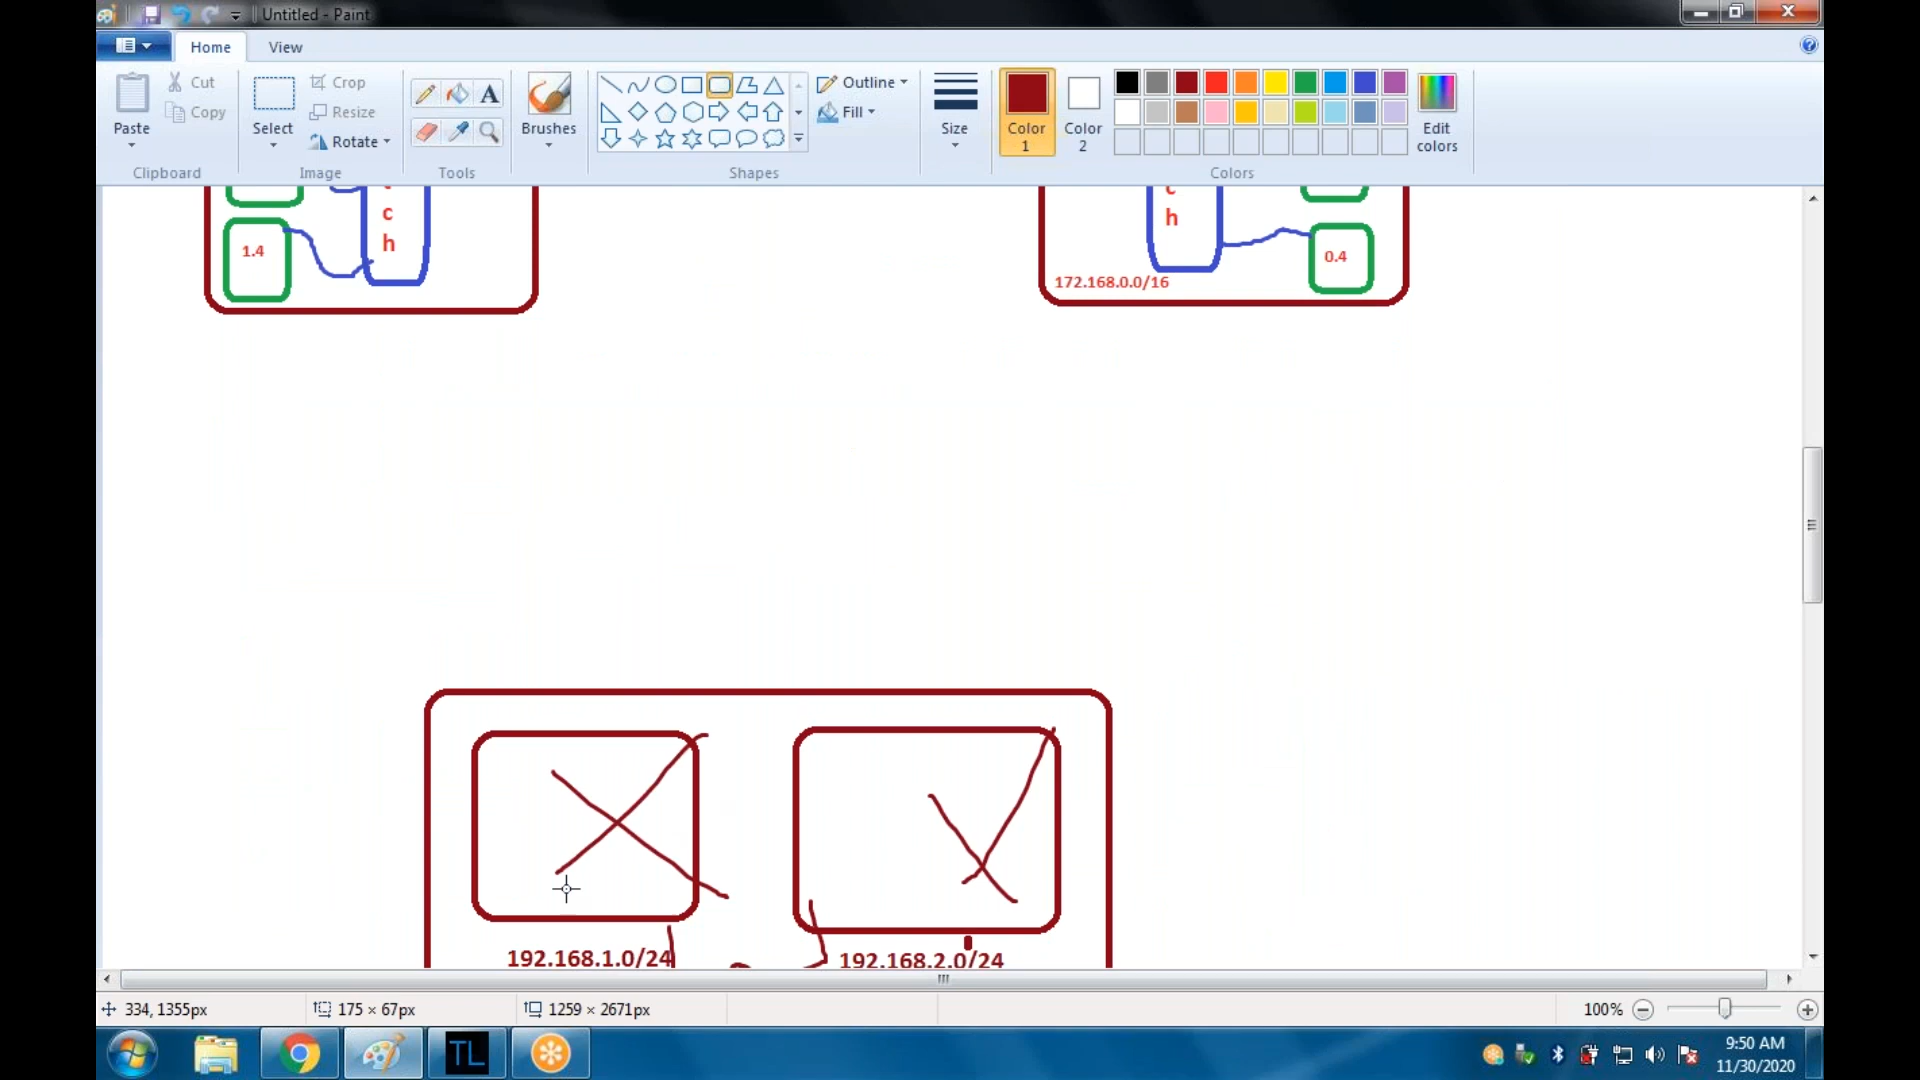 Untitled - Paint
Home
View
Paste
Cut
Copy
Clipboard
Select
Crop
Resize
Rotate
Image
A
Tools
Brushes
Outline
Fill
Shapes
Size
Color
1
Color
2
Edit
colors
Colors
c
h
1.4
c
h
0.4
172.168.0.0/16
192.168.1.0/24
192.168.2.0/24
334, 1355px
175 × 67px
1259 × 2671px
100%
TL
9:50 AM
11/30/2020